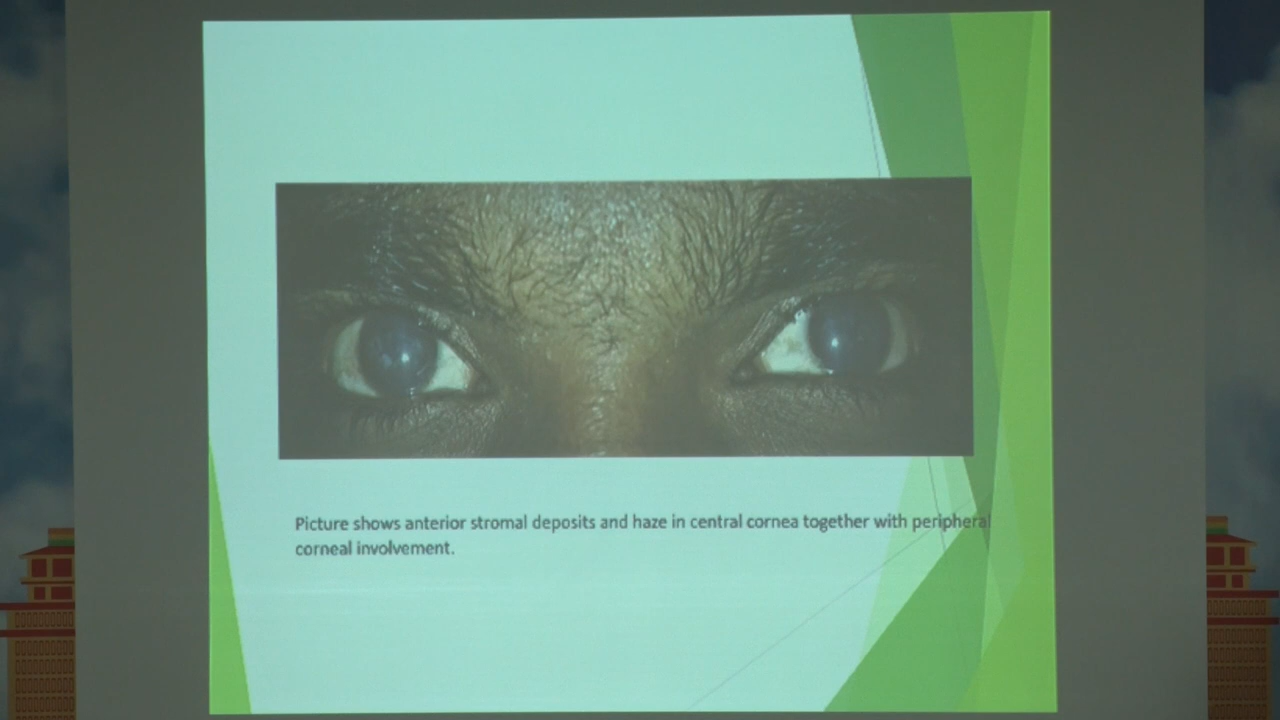 Picture shows anterior stromal deposits and haze in central cornea together with peripheral
corneal involvement.